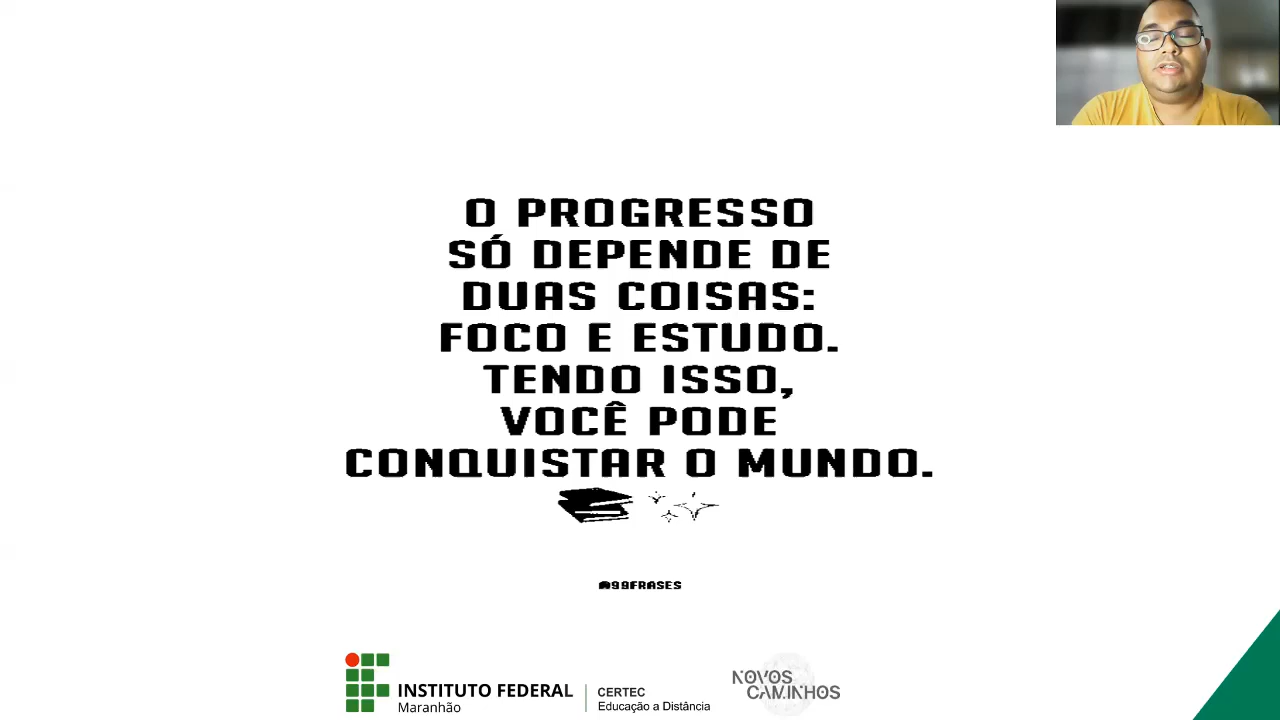 O PROGRESSO
SÓ DEPENDE DE
DUAS COISAS:
FOCO E ESTUDO.
TENDO ISSO,
VOCÊ PODE
CONQUISTAR O MUNDO.
@99FRASES
INSTITUTO FEDERAL
Maranhão
CERTEC
Educação a Distância
NOVOS
CAMINHOS